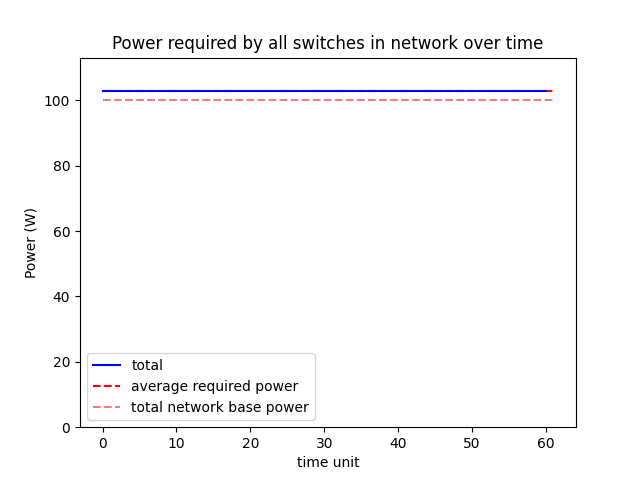 Power required by all switches in network over time
Power (W)
100
80
60
40
20
0
total
average required power
total network base power
0 10 20 30 40 50 60
time unit